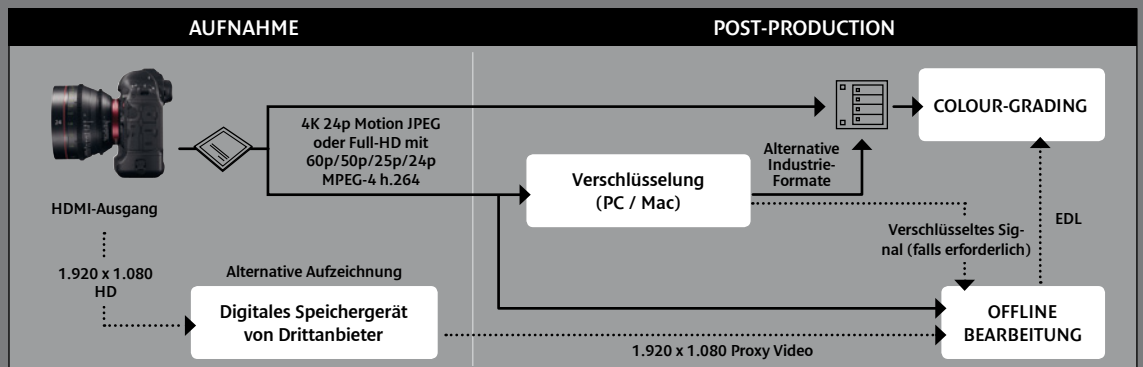 AUFNAHME
POST-PRODUCTION
4K 24p Motion JPEG
oder Full-HD mit
60p/50p/25p/24p
MPEG-4 h.264
COLOUR-GRADING
Alternative
Industrie-
Formate
Verschlüsselung
(PC / Mac)
HDMI-Ausgang
EDL
Verschlüsseltes Sig-
nal (falls erforderlich)
1.920 x 1.080
HD
Alternative Aufzeichnung
Digitales Speichergerät
von Drittanbieter
OFFLINE
BEARBEITUNG
1.920 x 1.080 Proxy Video